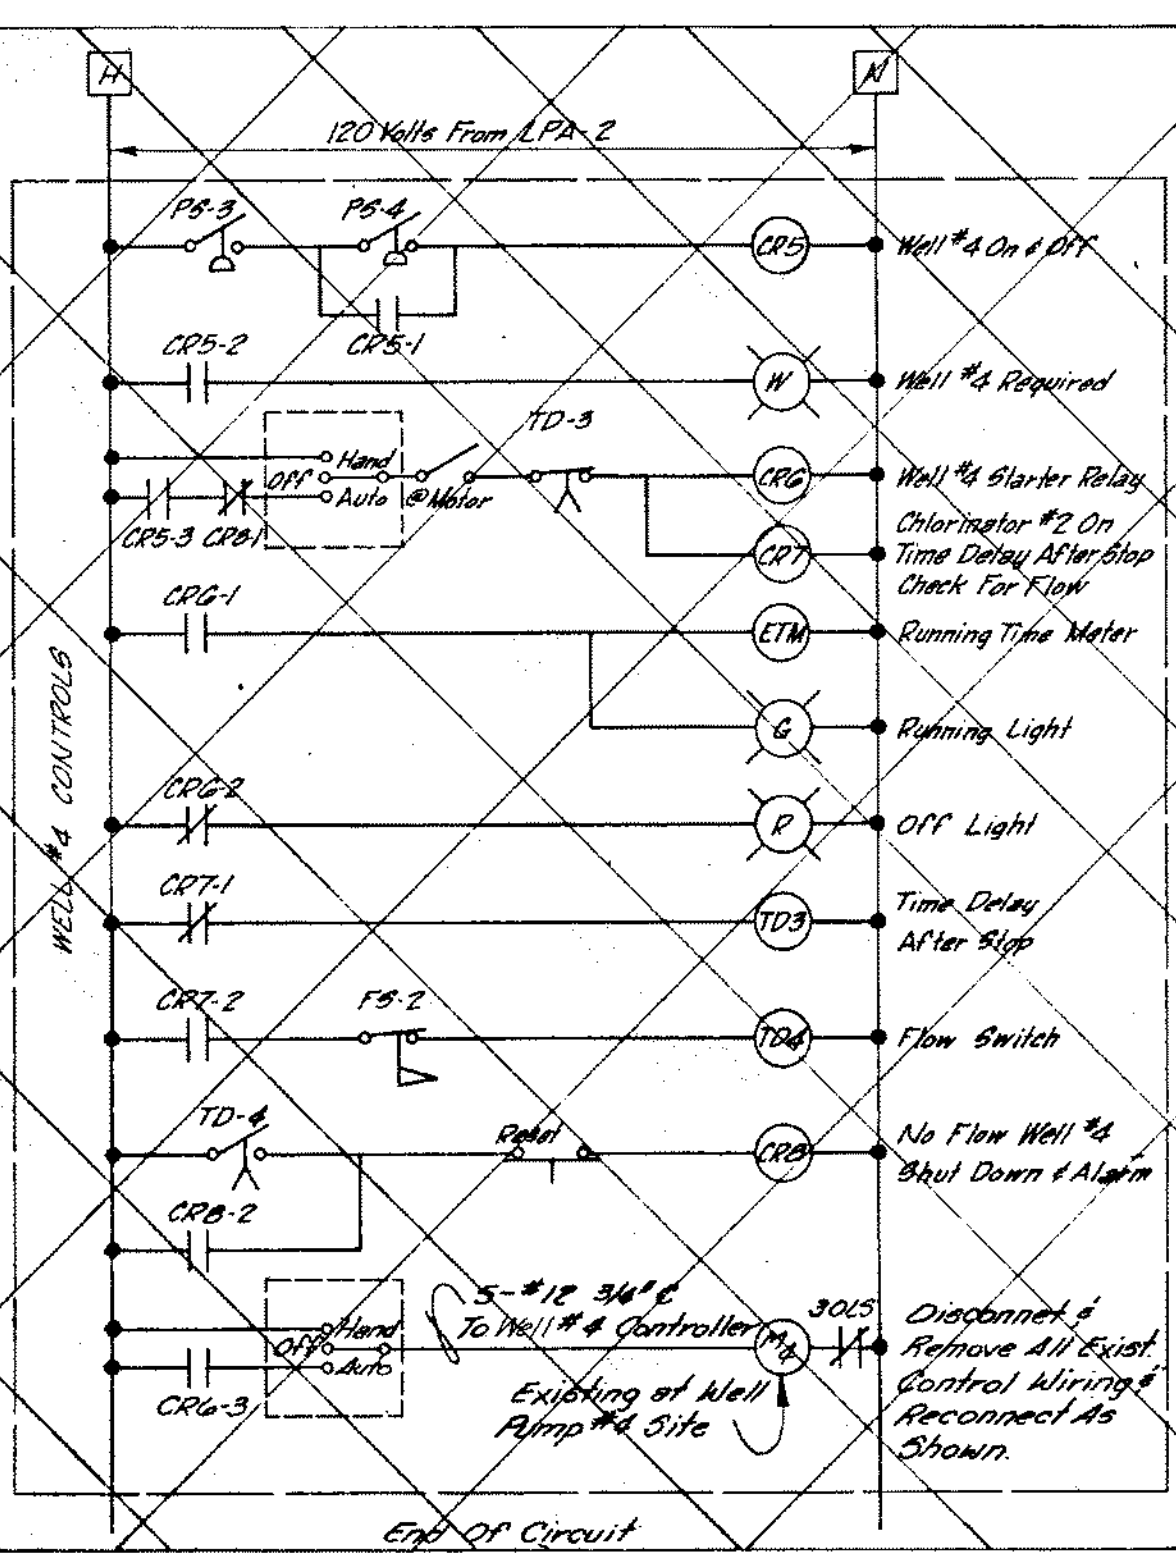 H
N
120 Volts From LPA-2
PS-3
PS-4
CR5
Well #4 On & Off
CR5-1
CR5-2
W
Well #4 Required
TD-3
Hand
Off
Auto
@Motor
CR5-3
CR8-1
CR6
Well #4 Starter Relay
CR7
Chlorinator #2 On
Time Delay After Stop
Check For Flow
CR6-1
ETM
Running Time Meter
G
Running Light
WELL #4 CONTROLS
CR6-2
R
Off Light
CR7-1
TD3
Time Delay
After Stop
CR7-2
FS-2
TD4
Flow Switch
TD-4
Reset
CR8
No Flow Well #4
Shut Down & Alarm
CR8-2
Hand
Off
Auto
CR6-3
5-#12 3/4" C
To Well #4 Controller
M4
3OLS
Existing at Well
Pump #4 Site
Disconnet &
Remove All Exist.
Control Wiring &
Reconnect As
Shown.
End Of Circuit